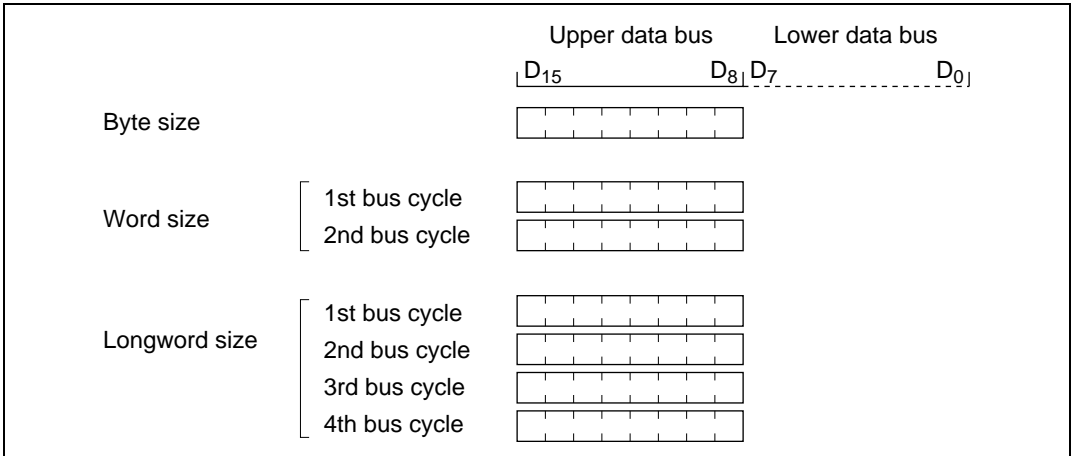 Upper data bus Lower data bus
D15 D8 D7 D0
Byte size
Word size
1st bus cycle
2nd bus cycle
Longword size
1st bus cycle
2nd bus cycle
3rd bus cycle
4th bus cycle